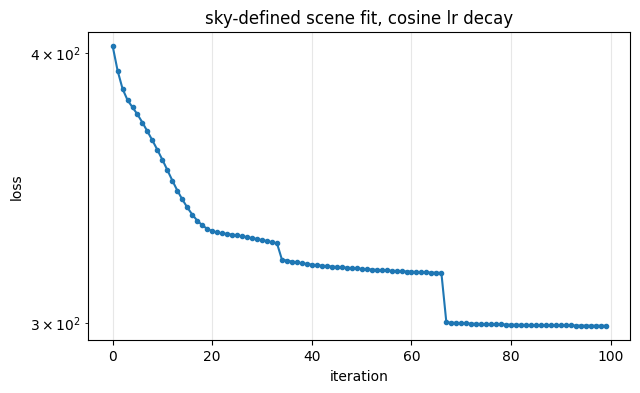 sky-defined scene fit, cosine lr decay
4 × 10²
loss
3 × 10²
0 20 40 60 80 100
iteration